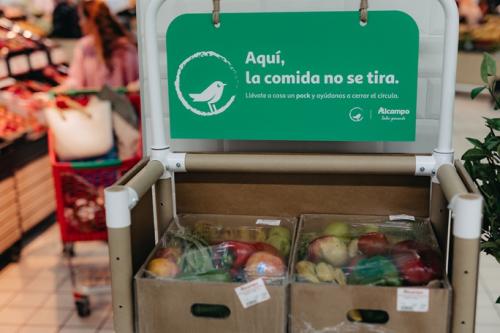 Aquí,
la comida no se tira.
Llévate a casa un pack y ayúdanos a cerrar el círculo.
Alcampo